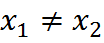 x₁ ≠ x₂